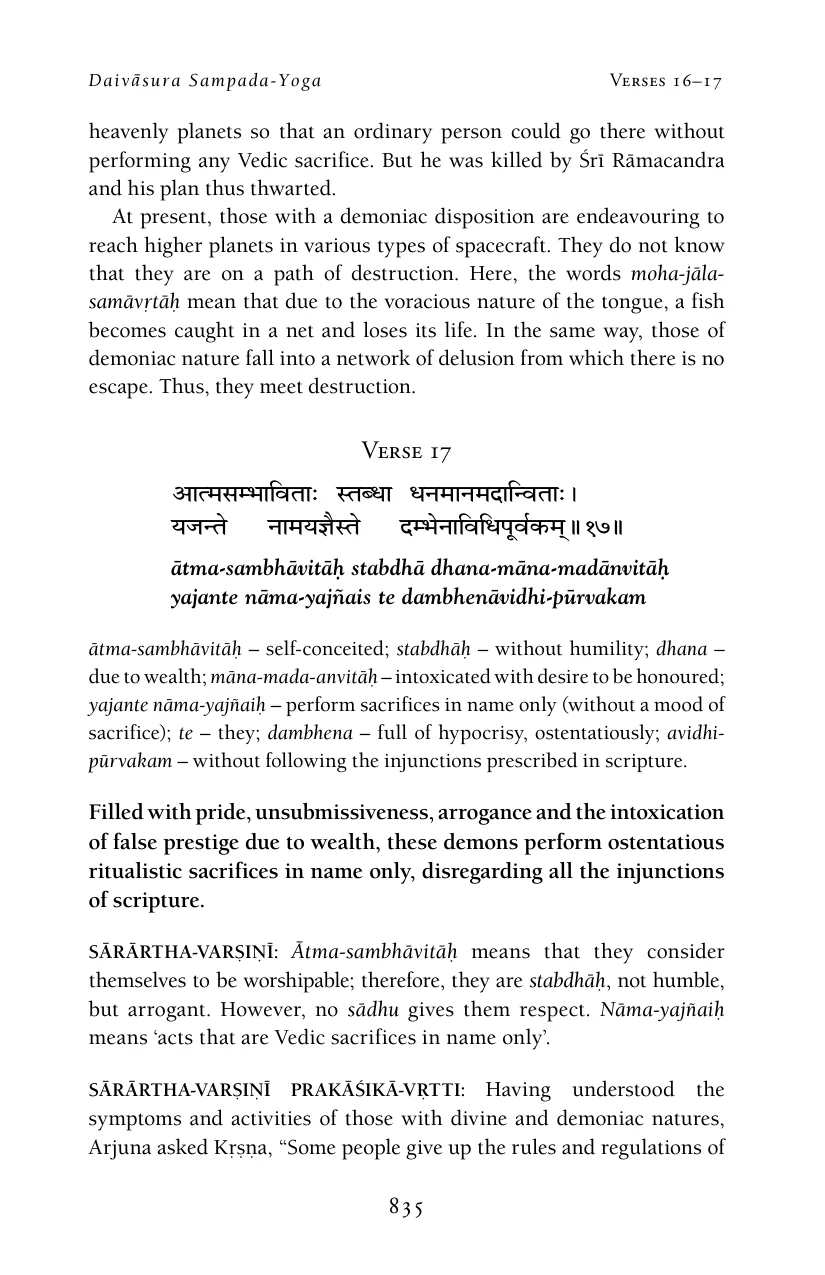 Daivāsura Sampada-Yoga Verses 16–17
heavenly planets so that an ordinary person could go there without
performing any Vedic sacrifice. But he was killed by Śrī Rāmacandra
and his plan thus thwarted.
At present, those with a demoniac disposition are endeavouring to
reach higher planets in various types of spacecraft. They do not know
that they are on a path of destruction. Here, the words moha-jāla-
samāvṛtāḥ mean that due to the voracious nature of the tongue, a fish
becomes caught in a net and loses its life. In the same way, those of
demoniac nature fall into a network of delusion from which there is no
escape. Thus, they meet destruction.
Verse 17
आत्मसम्भाविताः स्तब्धा धनमानमदान्विताः ।
यजन्ते नामयज्ञैस्ते दम्भेनाविधिपूर्वकम् ॥ १७॥
ātma-sambhāvitāḥ stabdhā dhana-māna-madānvitāḥ
yajante nāma-yajñais te dambhenāvidhi-pūrvakam
ātma-sambhāvitāḥ – self-conceited; stabdhāḥ – without humility; dhana –
due to wealth; māna-mada-anvitāḥ – intoxicated with desire to be honoured;
yajante nāma-yajñaiḥ – perform sacrifices in name only (without a mood of
sacrifice); te – they; dambhena – full of hypocrisy, ostentatiously; avidhi-
pūrvakam – without following the injunctions prescribed in scripture.
Filled with pride, unsubmissiveness, arrogance and the intoxication
of false prestige due to wealth, these demons perform ostentatious
ritualistic sacrifices in name only, disregarding all the injunctions
of scripture.
SĀRĀRTHA-VARṢIṆĪ: Ātma-sambhāvitāḥ means that they consider
themselves to be worshipable; therefore, they are stabdhāḥ, not humble,
but arrogant. However, no sādhu gives them respect. Nāma-yajñaiḥ
means ‘acts that are Vedic sacrifices in name only’.
SĀRĀRTHA-VARṢIṆĪ PRAKĀŚIKĀ-VṚTTI: Having understood the
symptoms and activities of those with divine and demoniac natures,
Arjuna asked Kṛṣṇa, “Some people give up the rules and regulations of
835